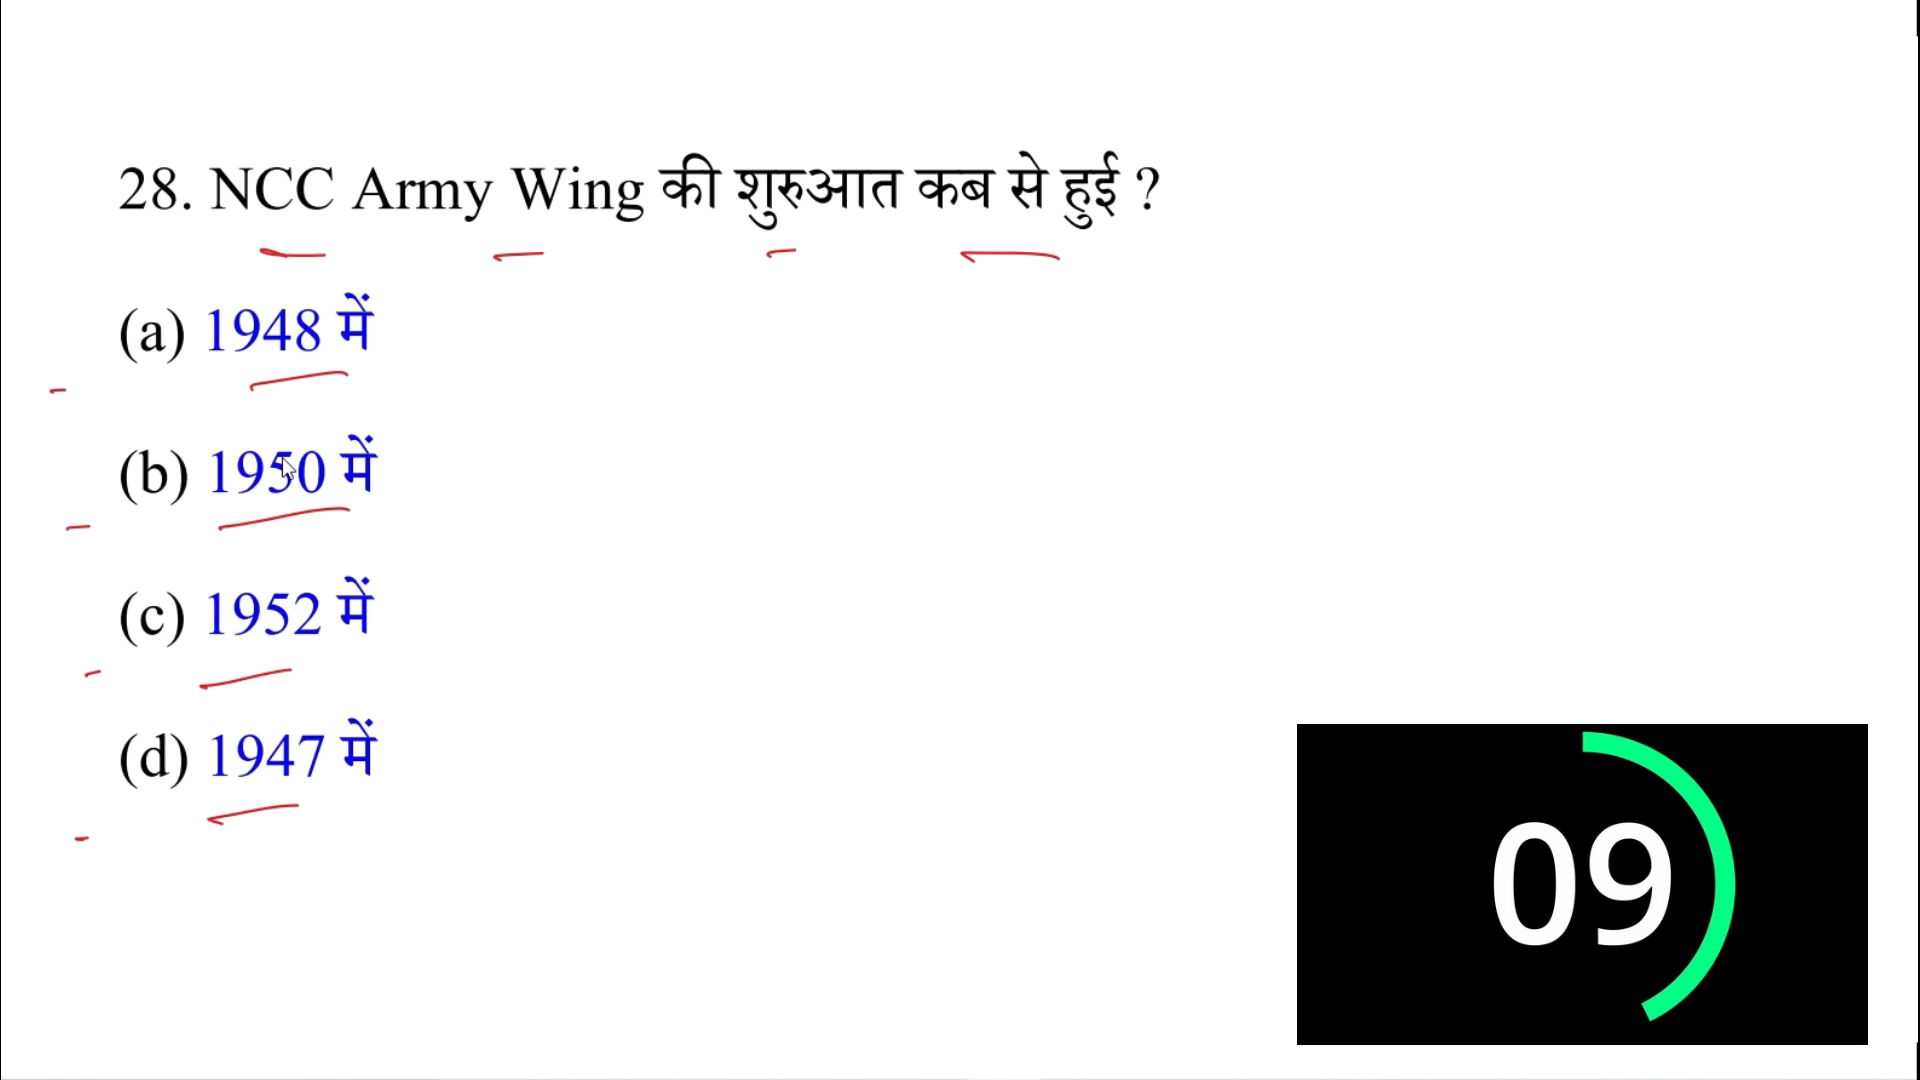 28. NCC Army Wing की शुरुआत कब से हुई ?
(a) 1948 में
(b) 1950 में
(c) 1952 में
(d) 1947 में
09